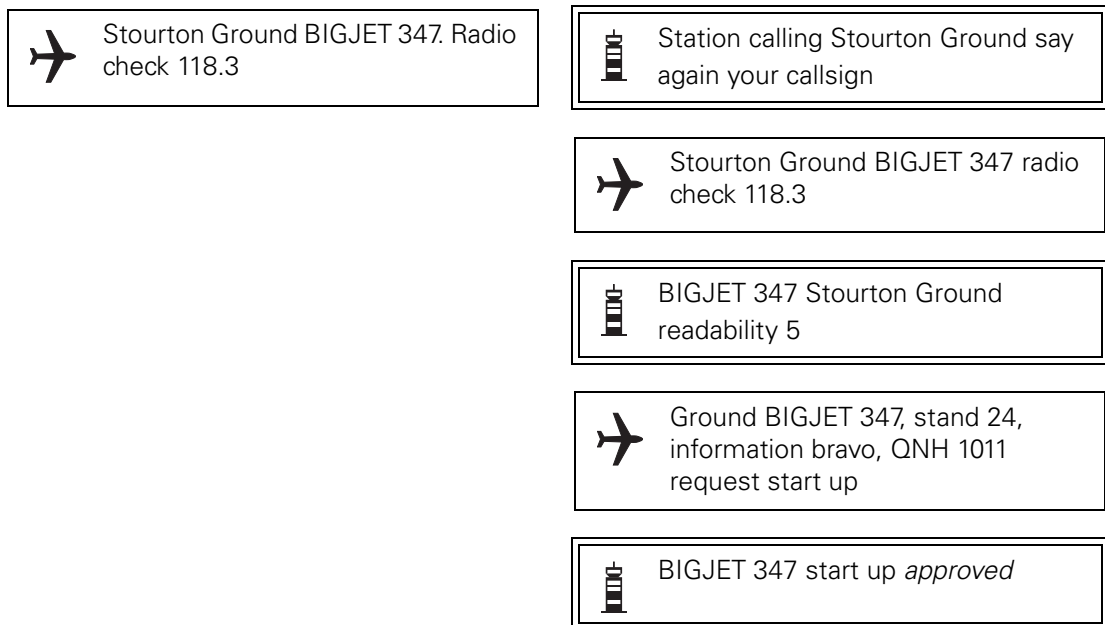 Stourton Ground BIGJET 347. Radio
check 118.3
Station calling Stourton Ground say
again your callsign
Stourton Ground BIGJET 347 radio
check 118.3
BIGJET 347 Stourton Ground
readability 5
Ground BIGJET 347, stand 24,
information bravo, QNH 1011
request start up
BIGJET 347 start up approved